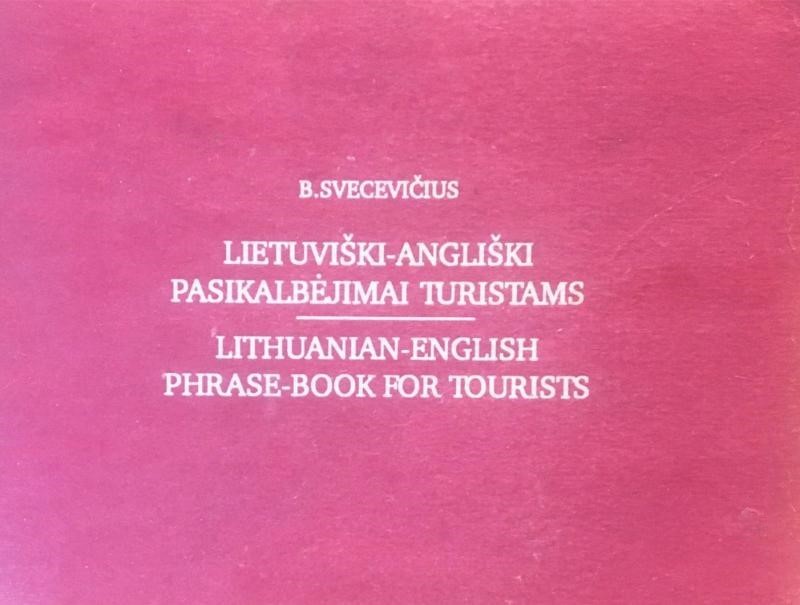 B.SVECEVIČIUS
LIETUVIŠKI-ANGLIŠKI
PASIKALBĖJIMAI TURISTAMS
LITHUANIAN-ENGLISH
PHRASE-BOOK FOR TOURISTS